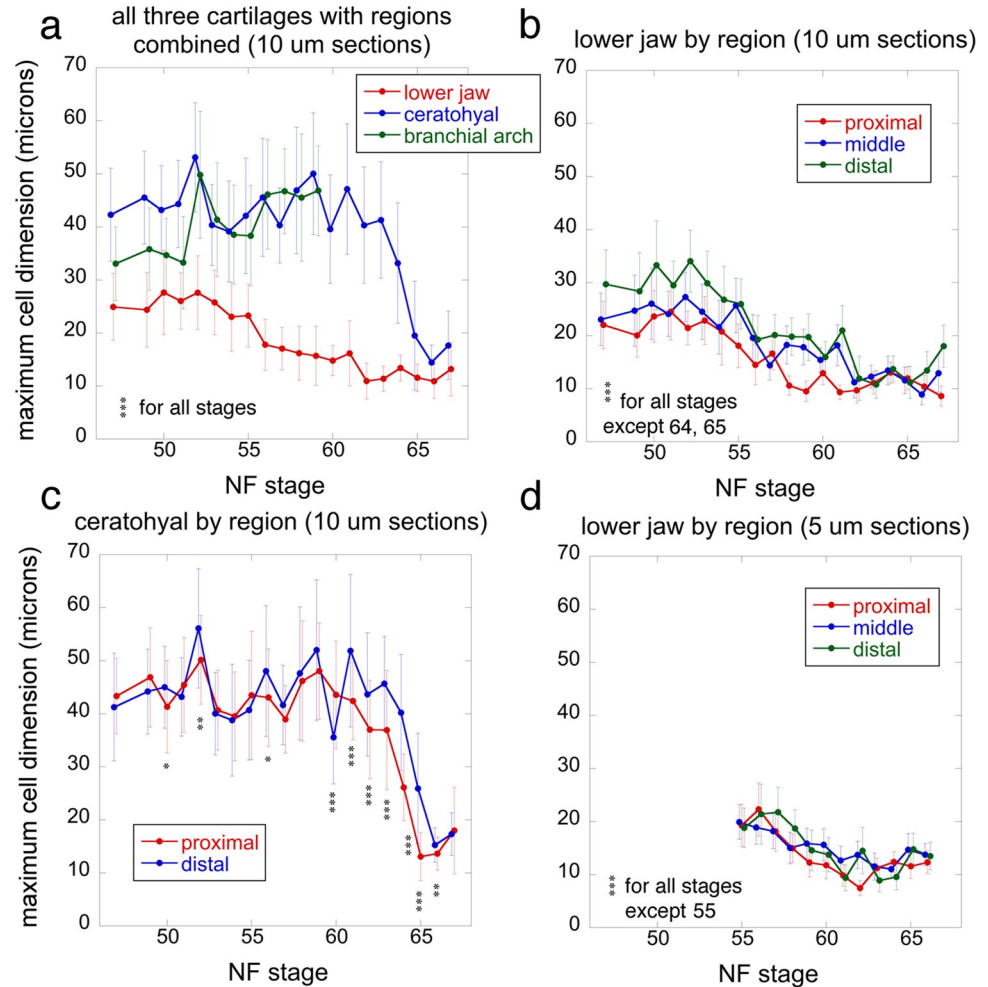 a
all three cartilages with regions
combined (10 um sections)
maximum cell dimension (microns)
70
60
50
40
30
20
10
0
lower jaw
ceratohyal
branchial arch
*** for all stages
50
55
60
65
NF stage
b
lower jaw by region (10 um sections)
70
60
50
40
30
20
10
0
proximal
middle
distal
*** for all stages
except 64, 65
50
55
60
65
NF stage
c
ceratohyal by region (10 um sections)
maximum cell dimension (microns)
70
60
50
40
30
20
10
0
*
**
*
***
***
***
***
***
***
**
proximal
distal
50
55
60
65
NF stage
d
lower jaw by region (5 um sections)
70
60
50
40
30
20
10
0
proximal
middle
distal
*** for all stages
except 55
50
55
60
65
NF stage